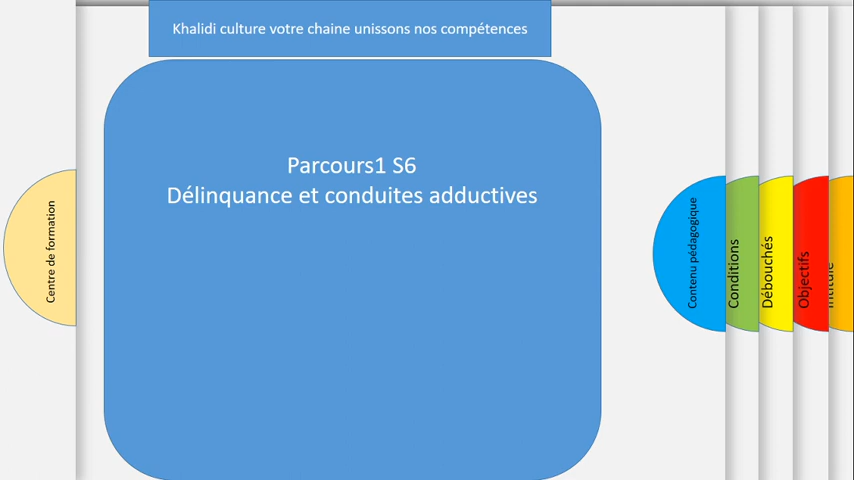 Khalidi culture votre chaine unissons nos compétences
Parcours1 S6
Délinquance et conduites adductives
Centre de formation
Contenu pédagogique
Conditions
Débouchés
Objectifs